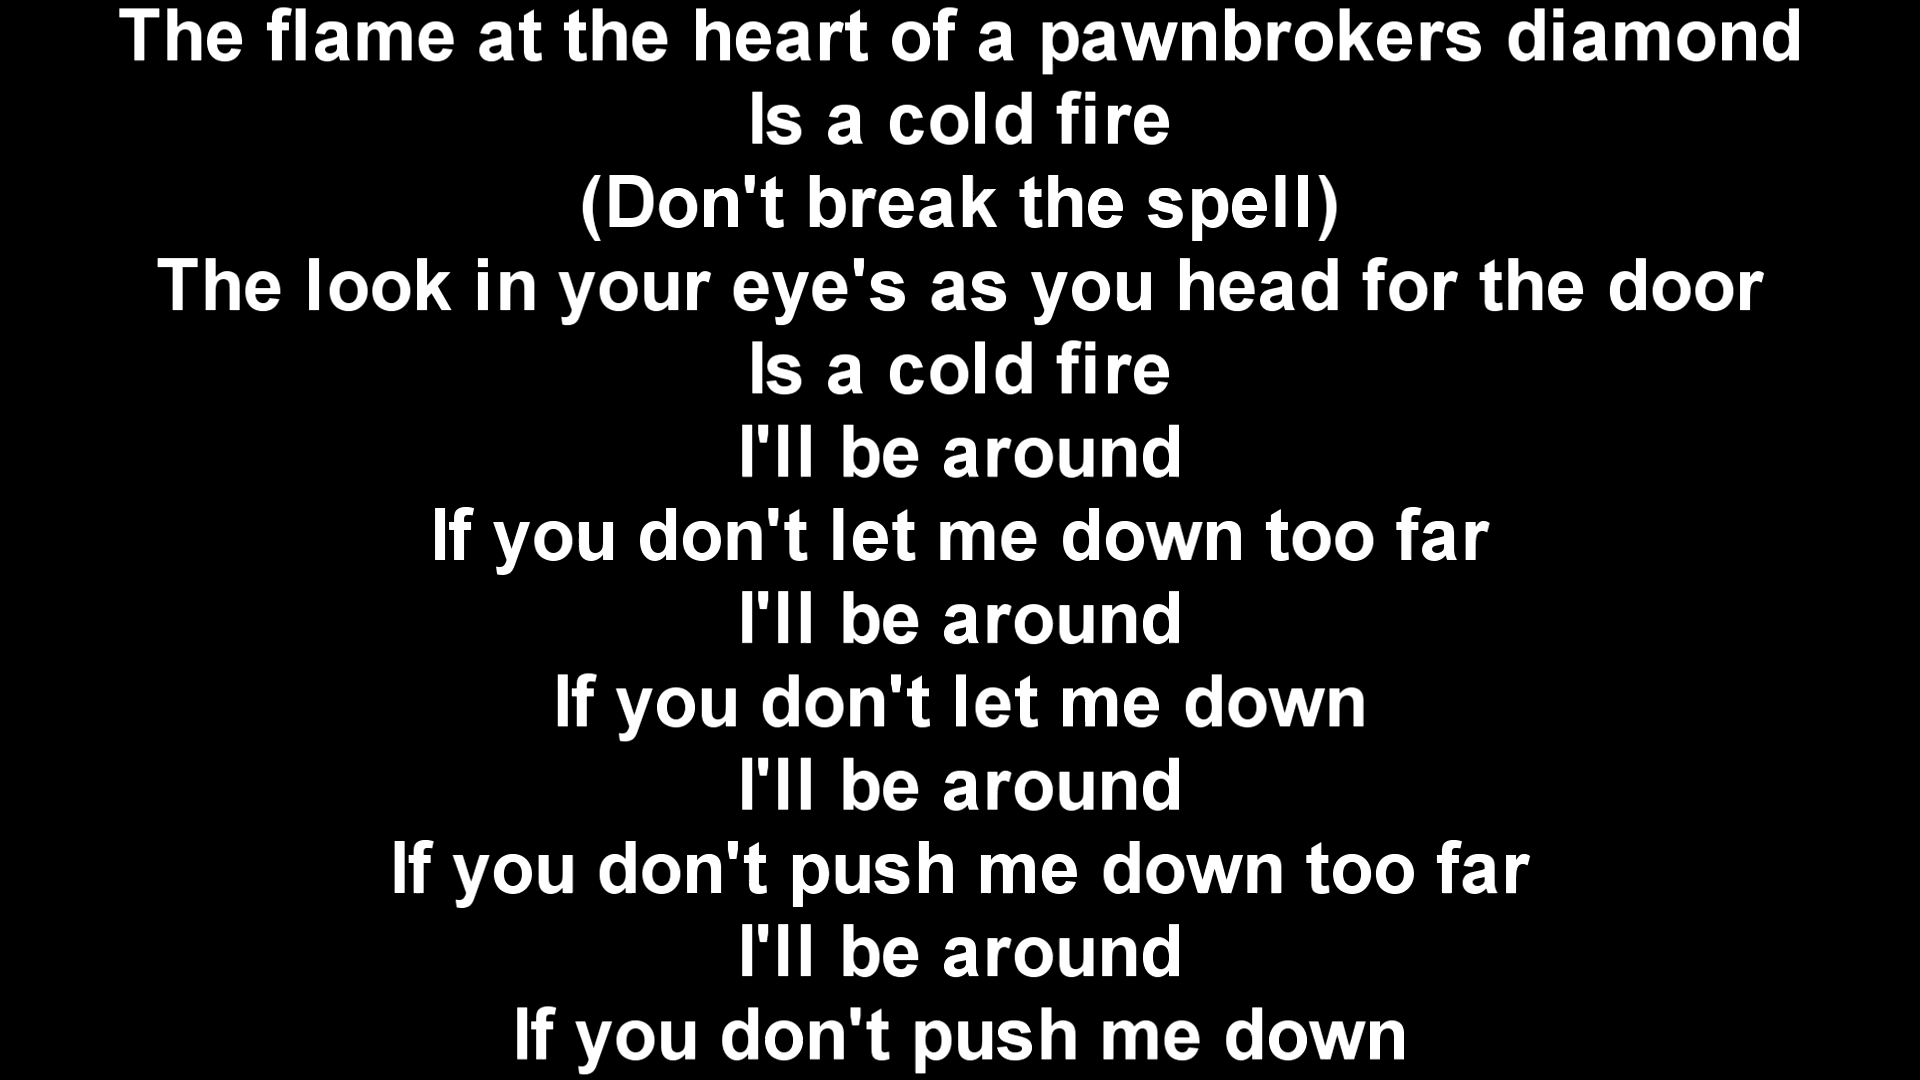 The flame at the heart of a pawnbrokers diamond
Is a cold fire
(Don't break the spell)
The look in your eye's as you head for the door
Is a cold fire
I'll be around
If you don't let me down too far
I'll be around
If you don't let me down
I'll be around
If you don't push me down too far
I'll be around
If you don't push me down